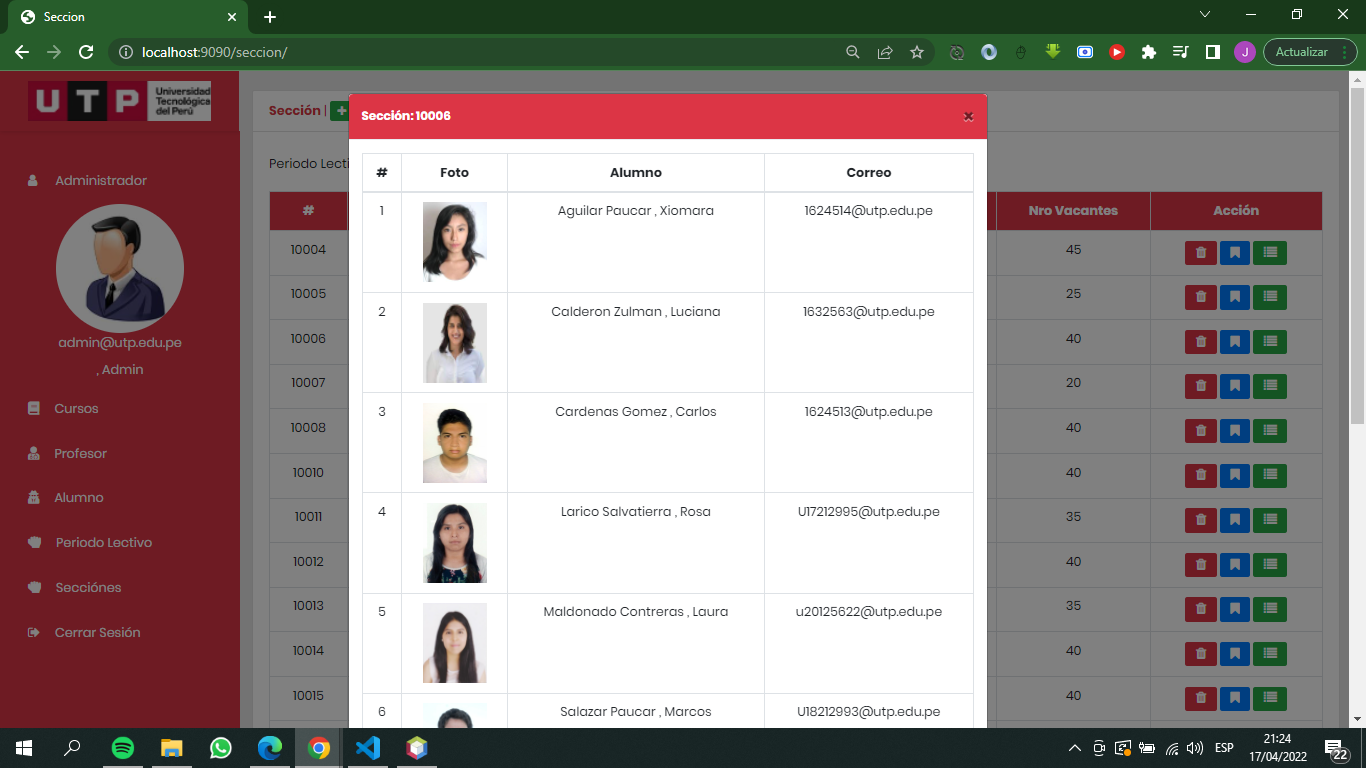 Seccion
localhost:9090/seccion/
J
Actualizar
UTP Universidad
Tecnológica
del Perú
Administrador
admin@utp.edu.pe
, Admin
Cursos
Profesor
Alumno
Periodo Lectivo
Secciónes
Cerrar Sesión
Sección |
Periodo Lecti
Sección: 10006
×
# Foto Alumno Correo
1 Aguilar Paucar , Xiomara 1624514@utp.edu.pe
2 Calderon Zulman , Luciana 1632563@utp.edu.pe
3 Cardenas Gomez , Carlos 1624513@utp.edu.pe
4 Larico Salvatierra , Rosa U17212995@utp.edu.pe
5 Maldonado Contreras , Laura u20125622@utp.edu.pe
6 Salazar Paucar , Marcos U18212993@utp.edu.pe
# Nro Vacantes Acción
10004 45
10005 25
10006 40
10007 20
10008 40
10010 40
10011 35
10012 40
10013 35
10014 40
10015 40
ESP
21:24
17/04/2022
22